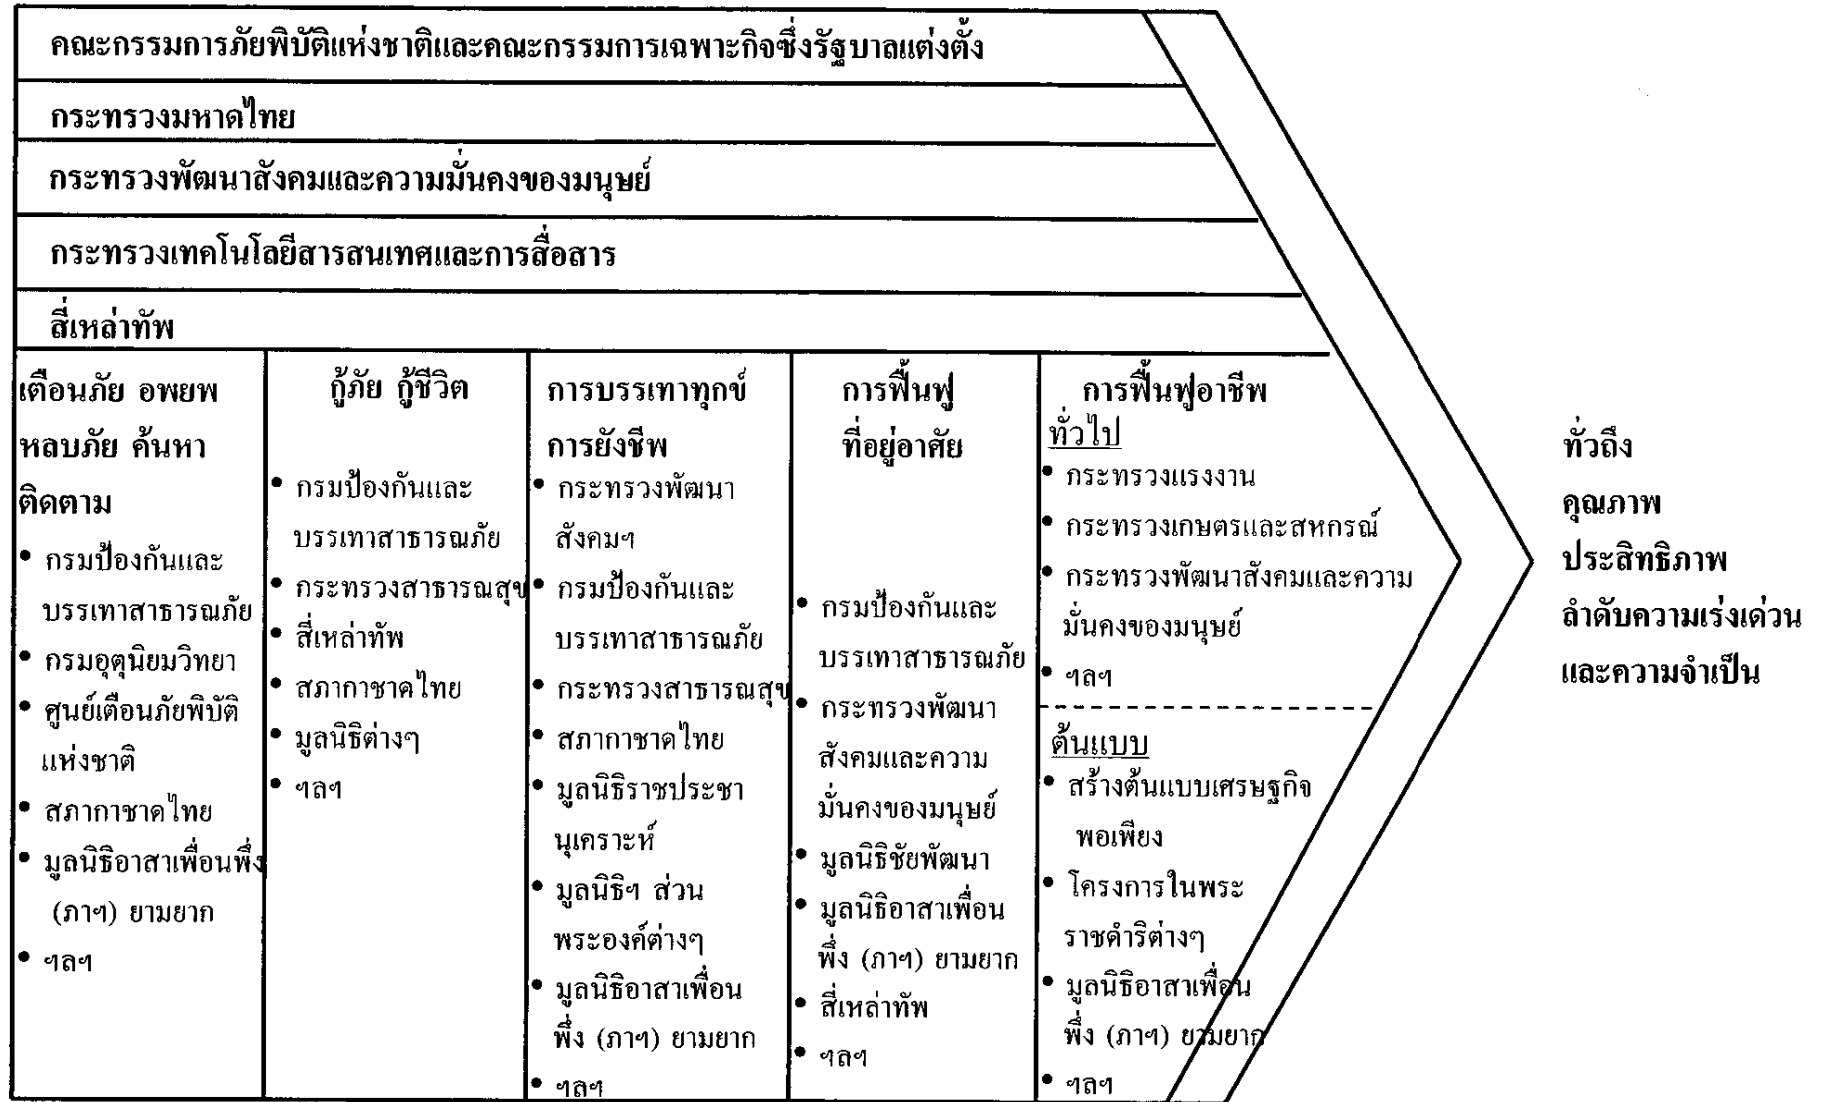 คณะกรรมการภัยพิบัติแห่งชาติและคณะกรรมการเฉพาะกิจซึ่งรัฐบาลแต่งตั้ง
กระทรวงมหาดไทย
กระทรวงพัฒนาสังคมและความมั่นคงของมนุษย์
กระทรวงเทคโนโลยีสารสนเทศและการสื่อสาร
สี่เหล่าทัพ
เตือนภัย อพยพ
หลบภัย ค้นหา
ติดตาม
• กรมป้องกันและ
บรรเทาสาธารณภัย
• กรมอุตุนิยมวิทยา
• ศูนย์เตือนภัยพิบัติ
แห่งชาติ
• สภากาชาดไทย
• มูลนิธิอาสาเพื่อนพึ่ง
(ภาฯ) ยามยาก
• ฯลฯ
กู้ภัย กู้ชีวิต
• กรมป้องกันและ
บรรเทาสาธารณภัย
• กระทรวงสาธารณสุข
• สี่เหล่าทัพ
• สภากาชาดไทย
• มูลนิธิต่างๆ
• ฯลฯ
การบรรเทาทุกข์
การยังชีพ
• กระทรวงพัฒนา
สังคมฯ
• กรมป้องกันและ
บรรเทาสาธารณภัย
• กระทรวงสาธารณสุข
• สภากาชาดไทย
• มูลนิธิราชประชา
นุเคราะห์
• มูลนิธิฯ ส่วน
พระองค์ต่างๆ
• มูลนิธิอาสาเพื่อน
พึ่ง (ภาฯ) ยามยาก
• ฯลฯ
การฟื้นฟู
ที่อยู่อาศัย
• กรมป้องกันและ
บรรเทาสาธารณภัย
• กระทรวงพัฒนา
สังคมและความ
มั่นคงของมนุษย์
• มูลนิธิชัยพัฒนา
• มูลนิธิอาสาเพื่อน
พึ่ง (ภาฯ) ยามยาก
• สี่เหล่าทัพ
• ฯลฯ
การฟื้นฟูอาชีพ
ทั่วไป
• กระทรวงแรงงาน
• กระทรวงเกษตรและสหกรณ์
• กระทรวงพัฒนาสังคมและความ
มั่นคงของมนุษย์
• ฯลฯ
ต้นแบบ
• สร้างต้นแบบเศรษฐกิจ
พอเพียง
• โครงการในพระ
ราชดำริต่างๆ
• มูลนิธิอาสาเพื่อน
พึ่ง (ภาฯ) ยามยาก
• ฯลฯ
ทั่วถึง
คุณภาพ
ประสิทธิภาพ
ลำดับความเร่งเด่วน
และความจำเป็น